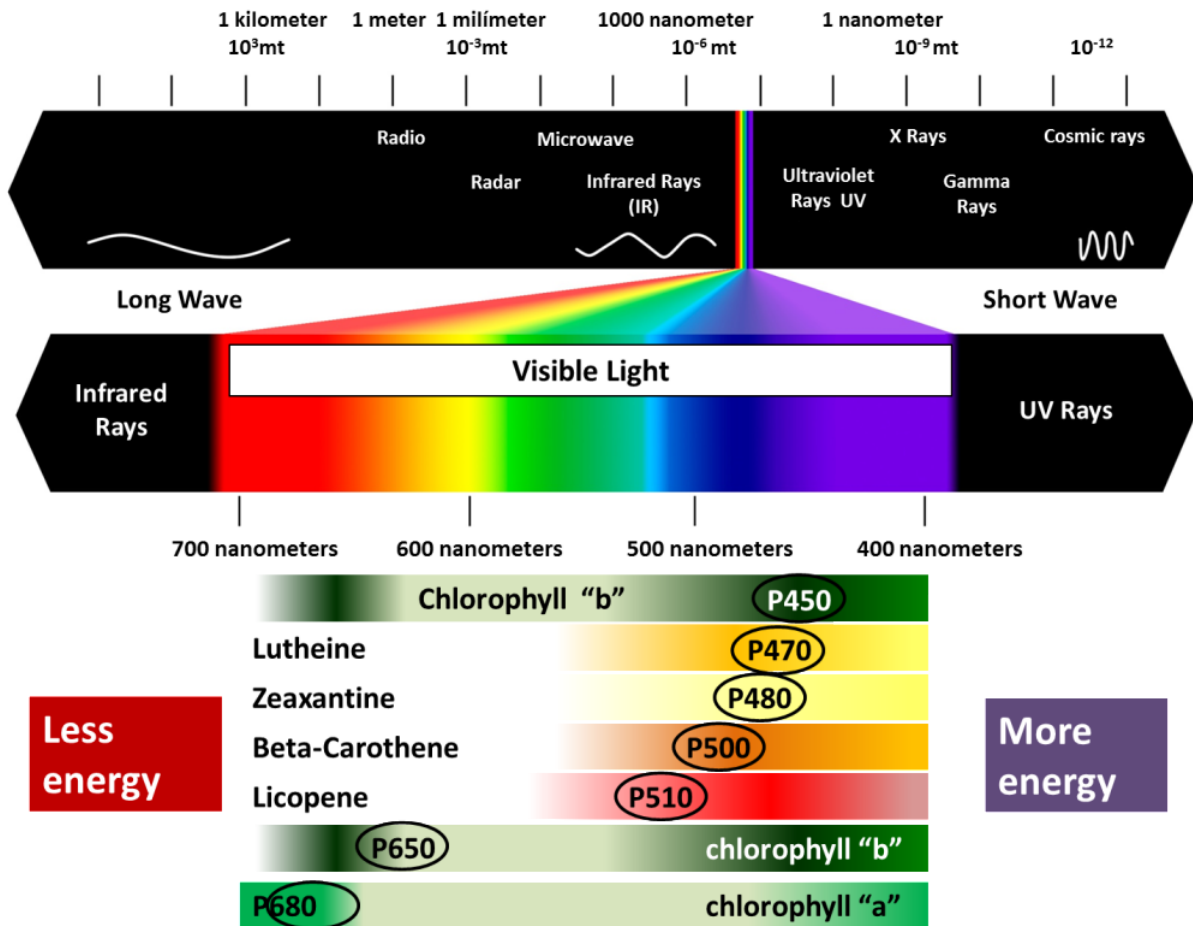 1 kilometer 1 meter 1 milímeter 1000 nanometer 1 nanometer
10³mt 10⁻³mt 10⁻⁶ mt 10⁻⁹ mt 10⁻¹²
Radio Microwave X Rays Cosmic rays
Radar Infrared Rays Ultraviolet Gamma
(IR) Rays UV Rays
Long Wave Short Wave
Visible Light
Infrared
Rays
UV Rays
700 nanometers 600 nanometers 500 nanometers 400 nanometers
Chlorophyll “b” P450
Lutheine P470
Zeaxantine P480
Beta-Carothene P500
Licopene P510
P650 chlorophyll “b”
P680 chlorophyll “a”
Less
energy
More
energy